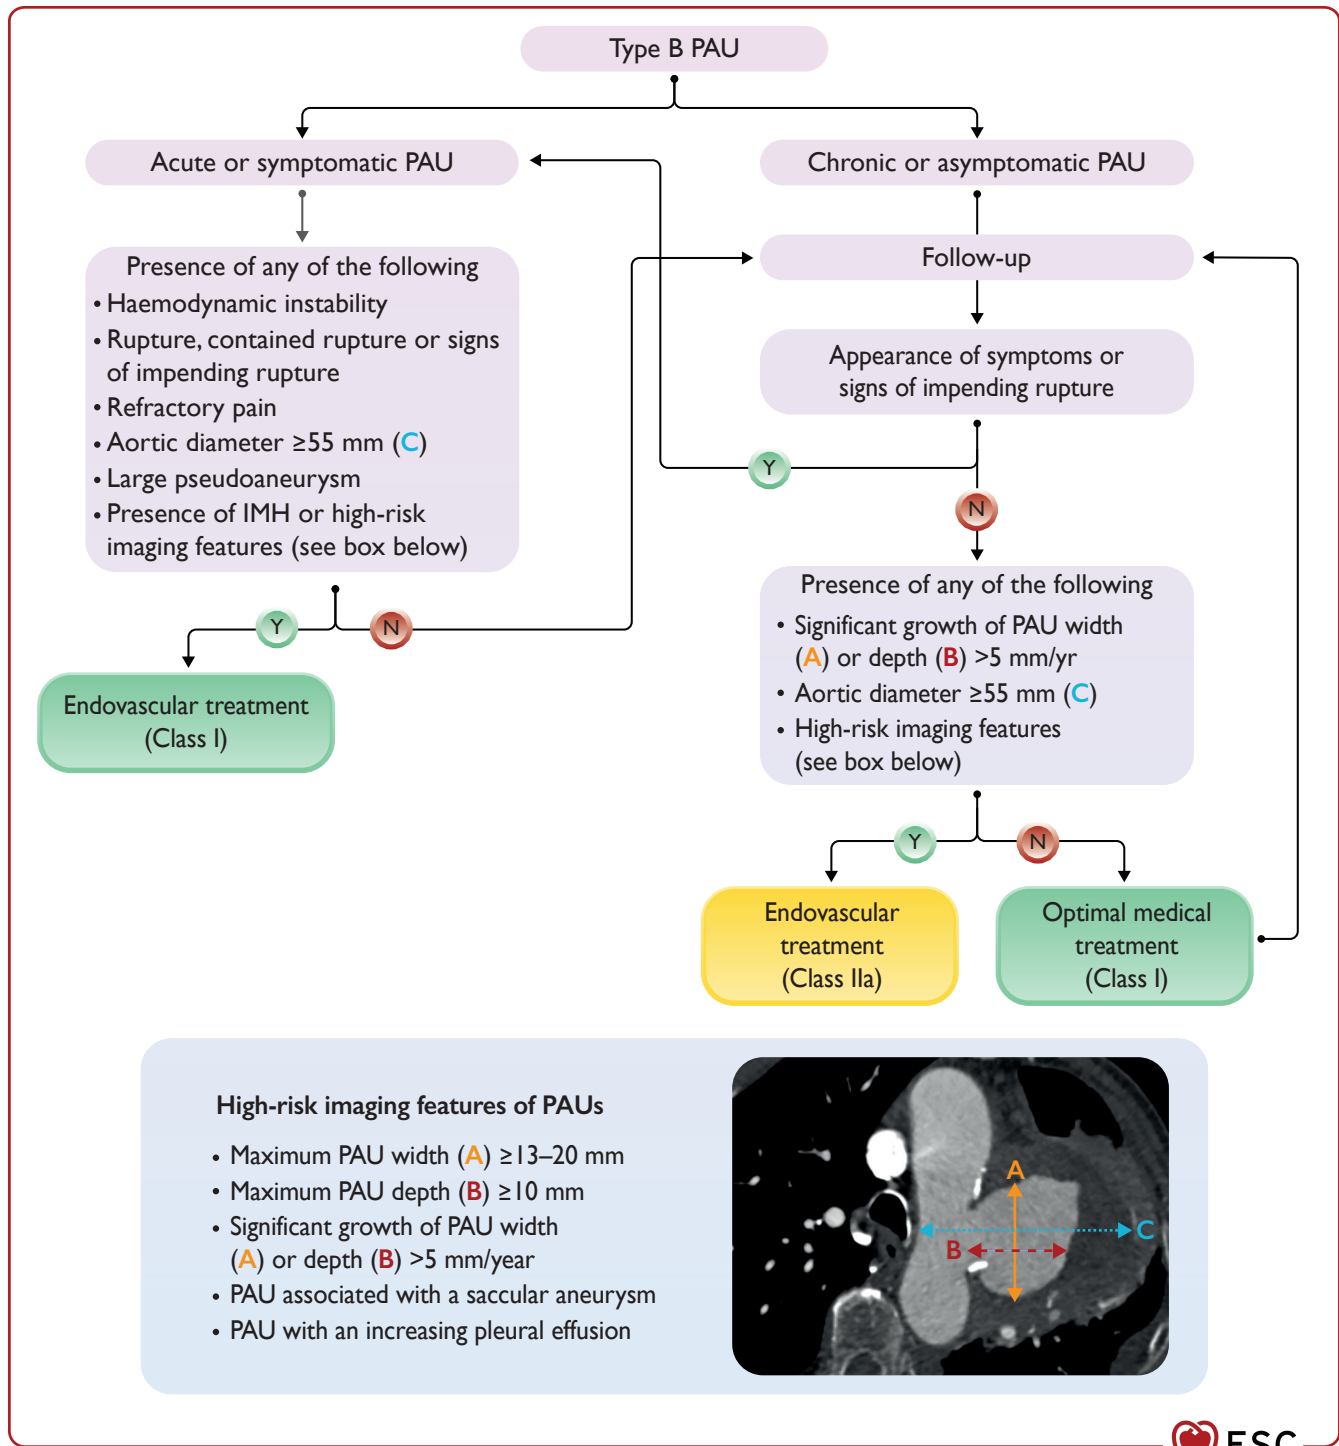 Type B PAU
Acute or symptomatic PAU
Chronic or asymptomatic PAU
Presence of any of the following
• Haemodynamic instability
• Rupture, contained rupture or signs
of impending rupture
• Refractory pain
• Aortic diameter ≥55 mm (C)
• Large pseudoaneurysm
• Presence of IMH or high-risk
imaging features (see box below)
Follow-up
Appearance of symptoms or
signs of impending rupture
Y
N
Y
N
Endovascular treatment
(Class I)
Presence of any of the following
• Significant growth of PAU width
(A) or depth (B) >5 mm/yr
• Aortic diameter ≥55 mm (C)
• High-risk imaging features
(see box below)
Y
N
Endovascular
treatment
(Class IIa)
Optimal medical
treatment
(Class I)
High-risk imaging features of PAUs
• Maximum PAU width (A) ≥13–20 mm
• Maximum PAU depth (B) ≥10 mm
• Significant growth of PAU width
(A) or depth (B) >5 mm/year
• PAU associated with a saccular aneurysm
• PAU with an increasing pleural effusion
A
B
C
ESC